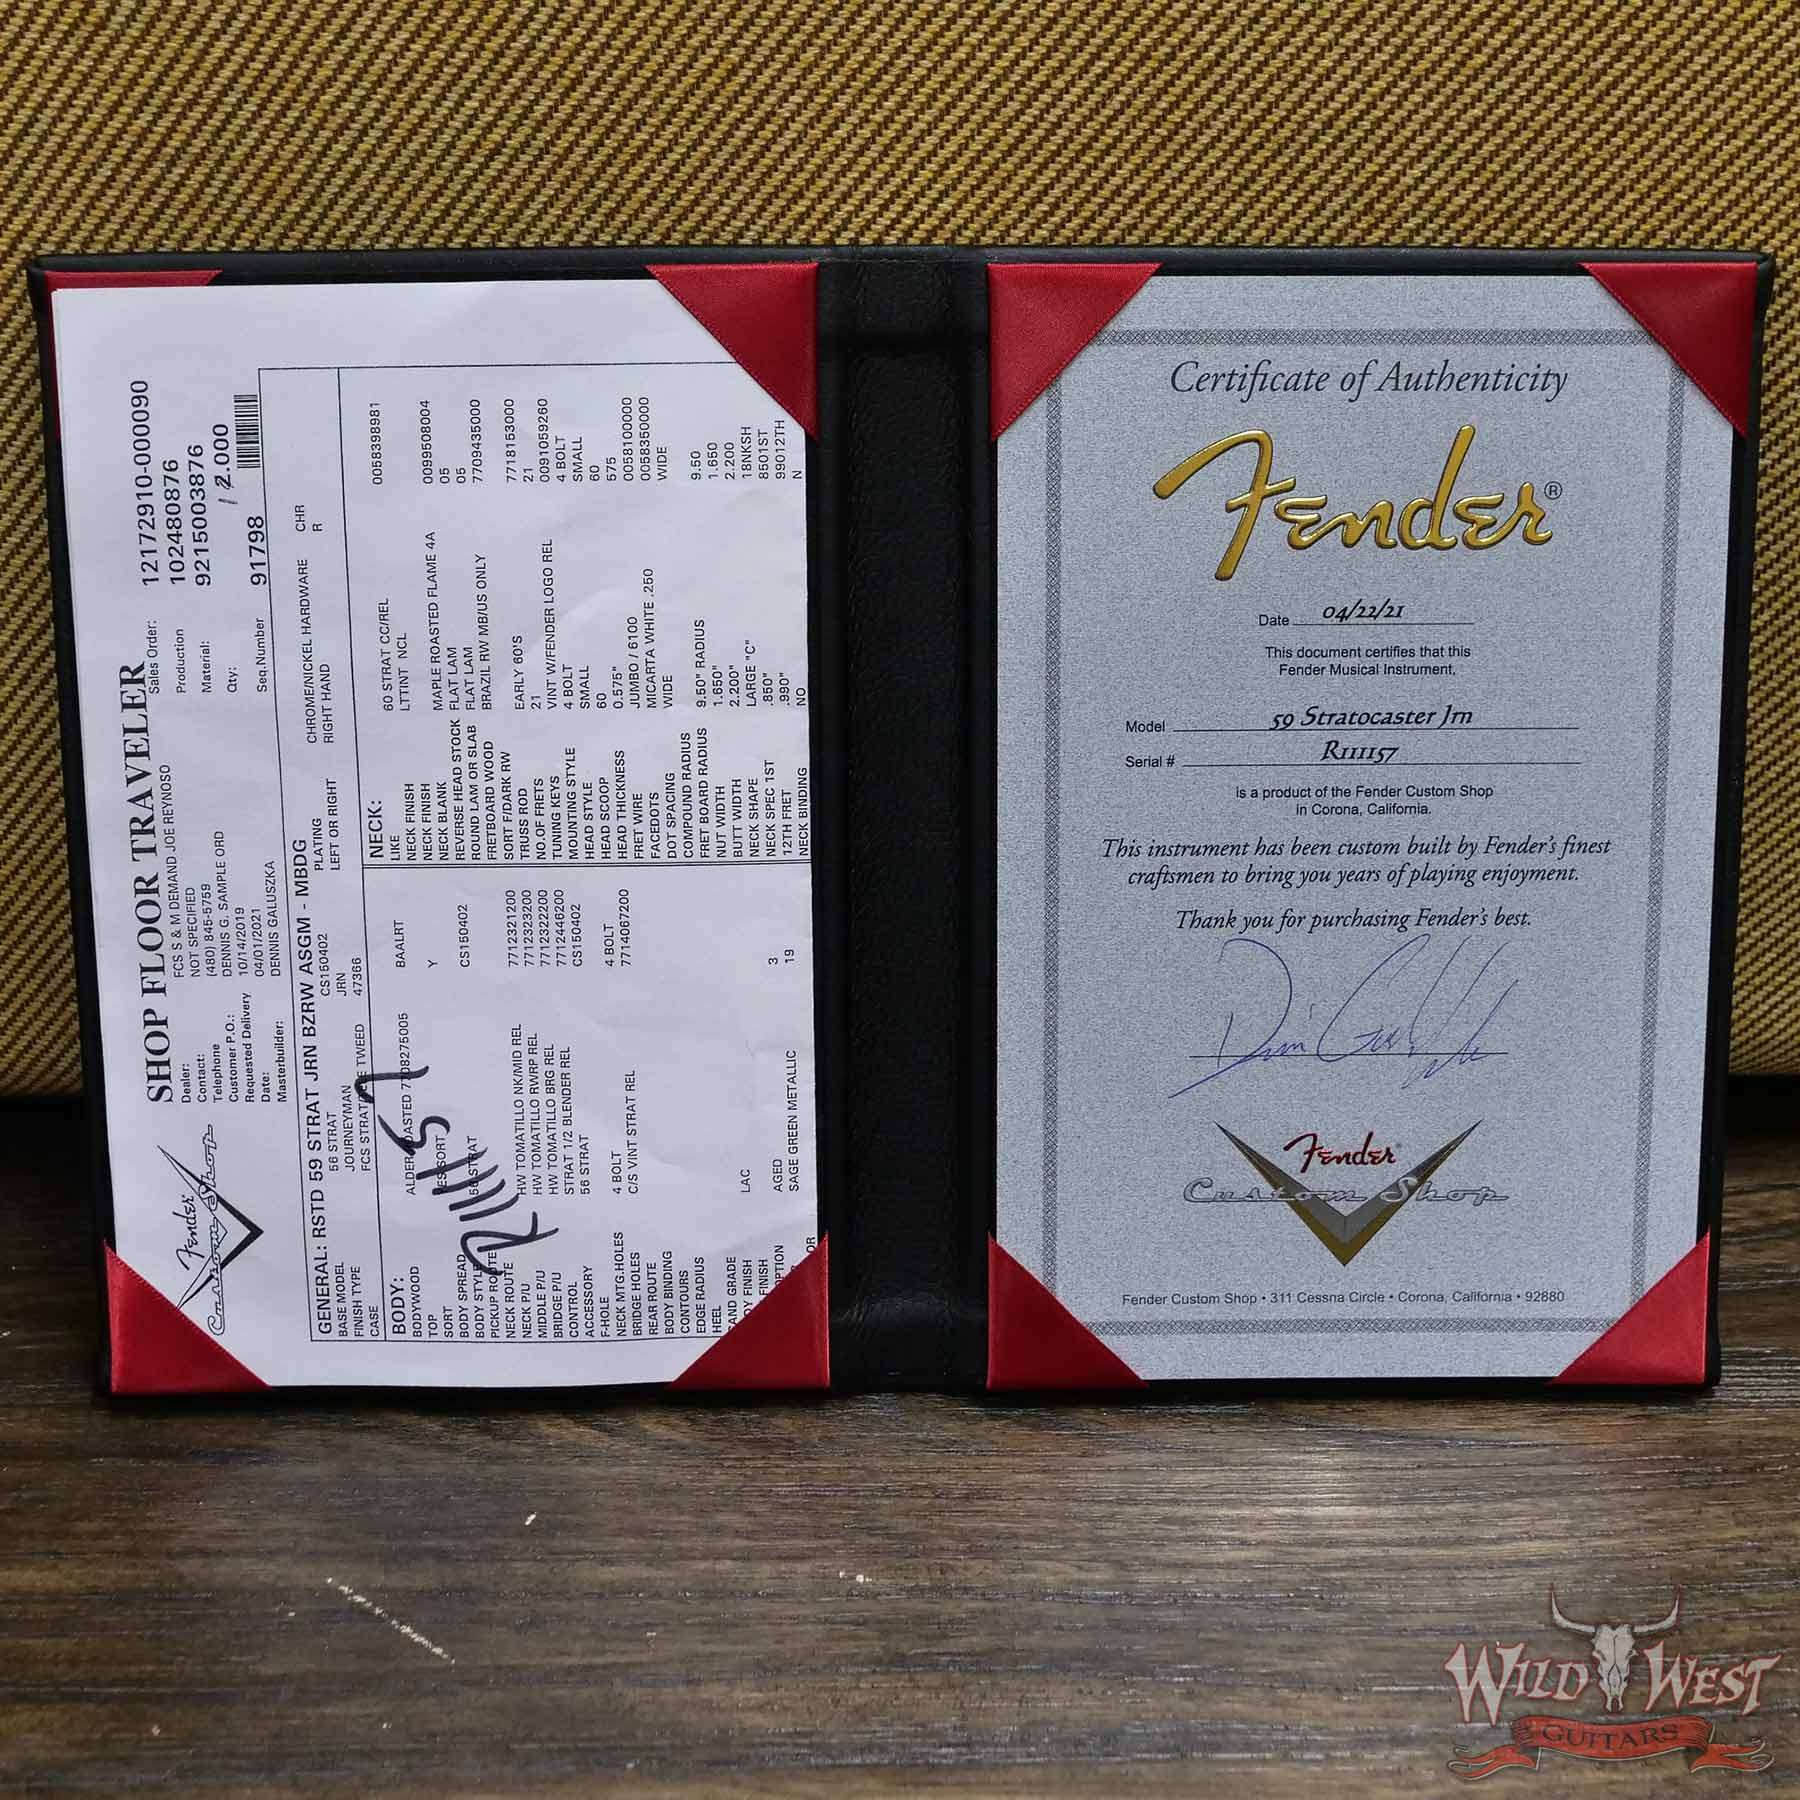 SHOP FLOOR TRAVELER
Dealer: FCS S & M DEMAND JOE REYNOSO
Contact: NOT SPECIFIED
Telephone (480) 845-5759
Customer P.O.: DENNIS G. SAMPLE ORD
Requested Delivery 10/14/2019
Date: 04/01/2021
Masterbuilder: DENNIS GALUSZKA
Sales Order: 12172910-000090
Production 102480876
Material: 9215003876
Qty: 12.000
Seq.Number 91798
Fender
Custom Shop
GENERAL: RSTD 59 STRAT JRN BZRW ASGM - MBDG
BASE MODEL 56 STRAT CS150402 PLATING CHROME/NICKEL HARDWARE CHR
FINISH TYPE JOURNEYMAN JRN LEFT OR RIGHT RIGHT HAND R
CASE 47366
BODY:
BODYWOOD BAALRT
TOP
SORT Y
BODY SPREAD
BODY STYLE CS150402
PICKUP ROUTE
NECK ROUTE
NECK P/U HW TOMATILLO NK/MID REL 7712321200
MIDDLE P/U HW TOMATILLO RWRP REL 7712323200
BRIDGE P/U HW TOMATILLO BRG REL 7712322200
CONTROL STRAT 1/2 BLENDER REL 7712446200
ACCESSORY 56 STRAT CS150402
F-HOLE
NECK MTG.HOLES 4 BOLT 4 BOLT
BRIDGE HOLES C/S VINT STRAT REL 7714067200
REAR ROUTE
BODY BINDING
CONTOURS
EDGE RADIUS
HEEL
GRADE
FINISH LAC
FINISH
AGED 3
SAGE GREEN METALLIC 19
R111157
NECK:
LIKE 60 STRAT CC/REL 0058398981
NECK FINISH LTTINT NCL
NECK FINISH
NECK BLANK MAPLE ROASTED FLAME 4A 0099508004
REVERSE HEAD STOCK FLAT LAM 05
ROUND LAM OR SLAB FLAT LAM 05
FRETBOARD WOOD BRAZIL RW MB/US ONLY 7709435000
SORT F/DARK RW
TRUSS ROD EARLY 60'S 7718153000
NO.OF FRETS 21 21
TUNING KEYS VINT W/FENDER LOGO REL 0091059260
MOUNTING STYLE 4 BOLT 4 BOLT
HEAD STYLE SMALL SMALL
HEAD SCOOP 60 60
HEAD THICKNESS 0.575" 575
FRET WIRE JUMBO / 6100 0058100000
FACEDOTS MICARTA WHITE .250 0058350000
DOT SPACING WIDE WIDE
COMPOUND RADIUS
FRET BOARD RADIUS 9.50" RADIUS 9.50
NUT WIDTH 1.650" 1.650
BUTT WIDTH 2.200" 2.200
NECK SHAPE LARGE "C" 18NKSH
NECK SPEC 1ST .850" 8501ST
12TH FRET .990" 99012TH
NECK BINDING NO N
Certificate of Authenticity
Fender®
Date 04/22/21
This document certifies that this
Fender Musical Instrument,
Model 59 Stratocaster Jrn
Serial # R111157
is a product of the Fender Custom Shop
in Corona, California.
This instrument has been custom built by Fender's finest
craftsmen to bring you years of playing enjoyment.
Thank you for purchasing Fender's best.
Fender
Custom Shop
Fender Custom Shop • 311 Cessna Circle • Corona, California • 92880
WILD WEST
GUITARS